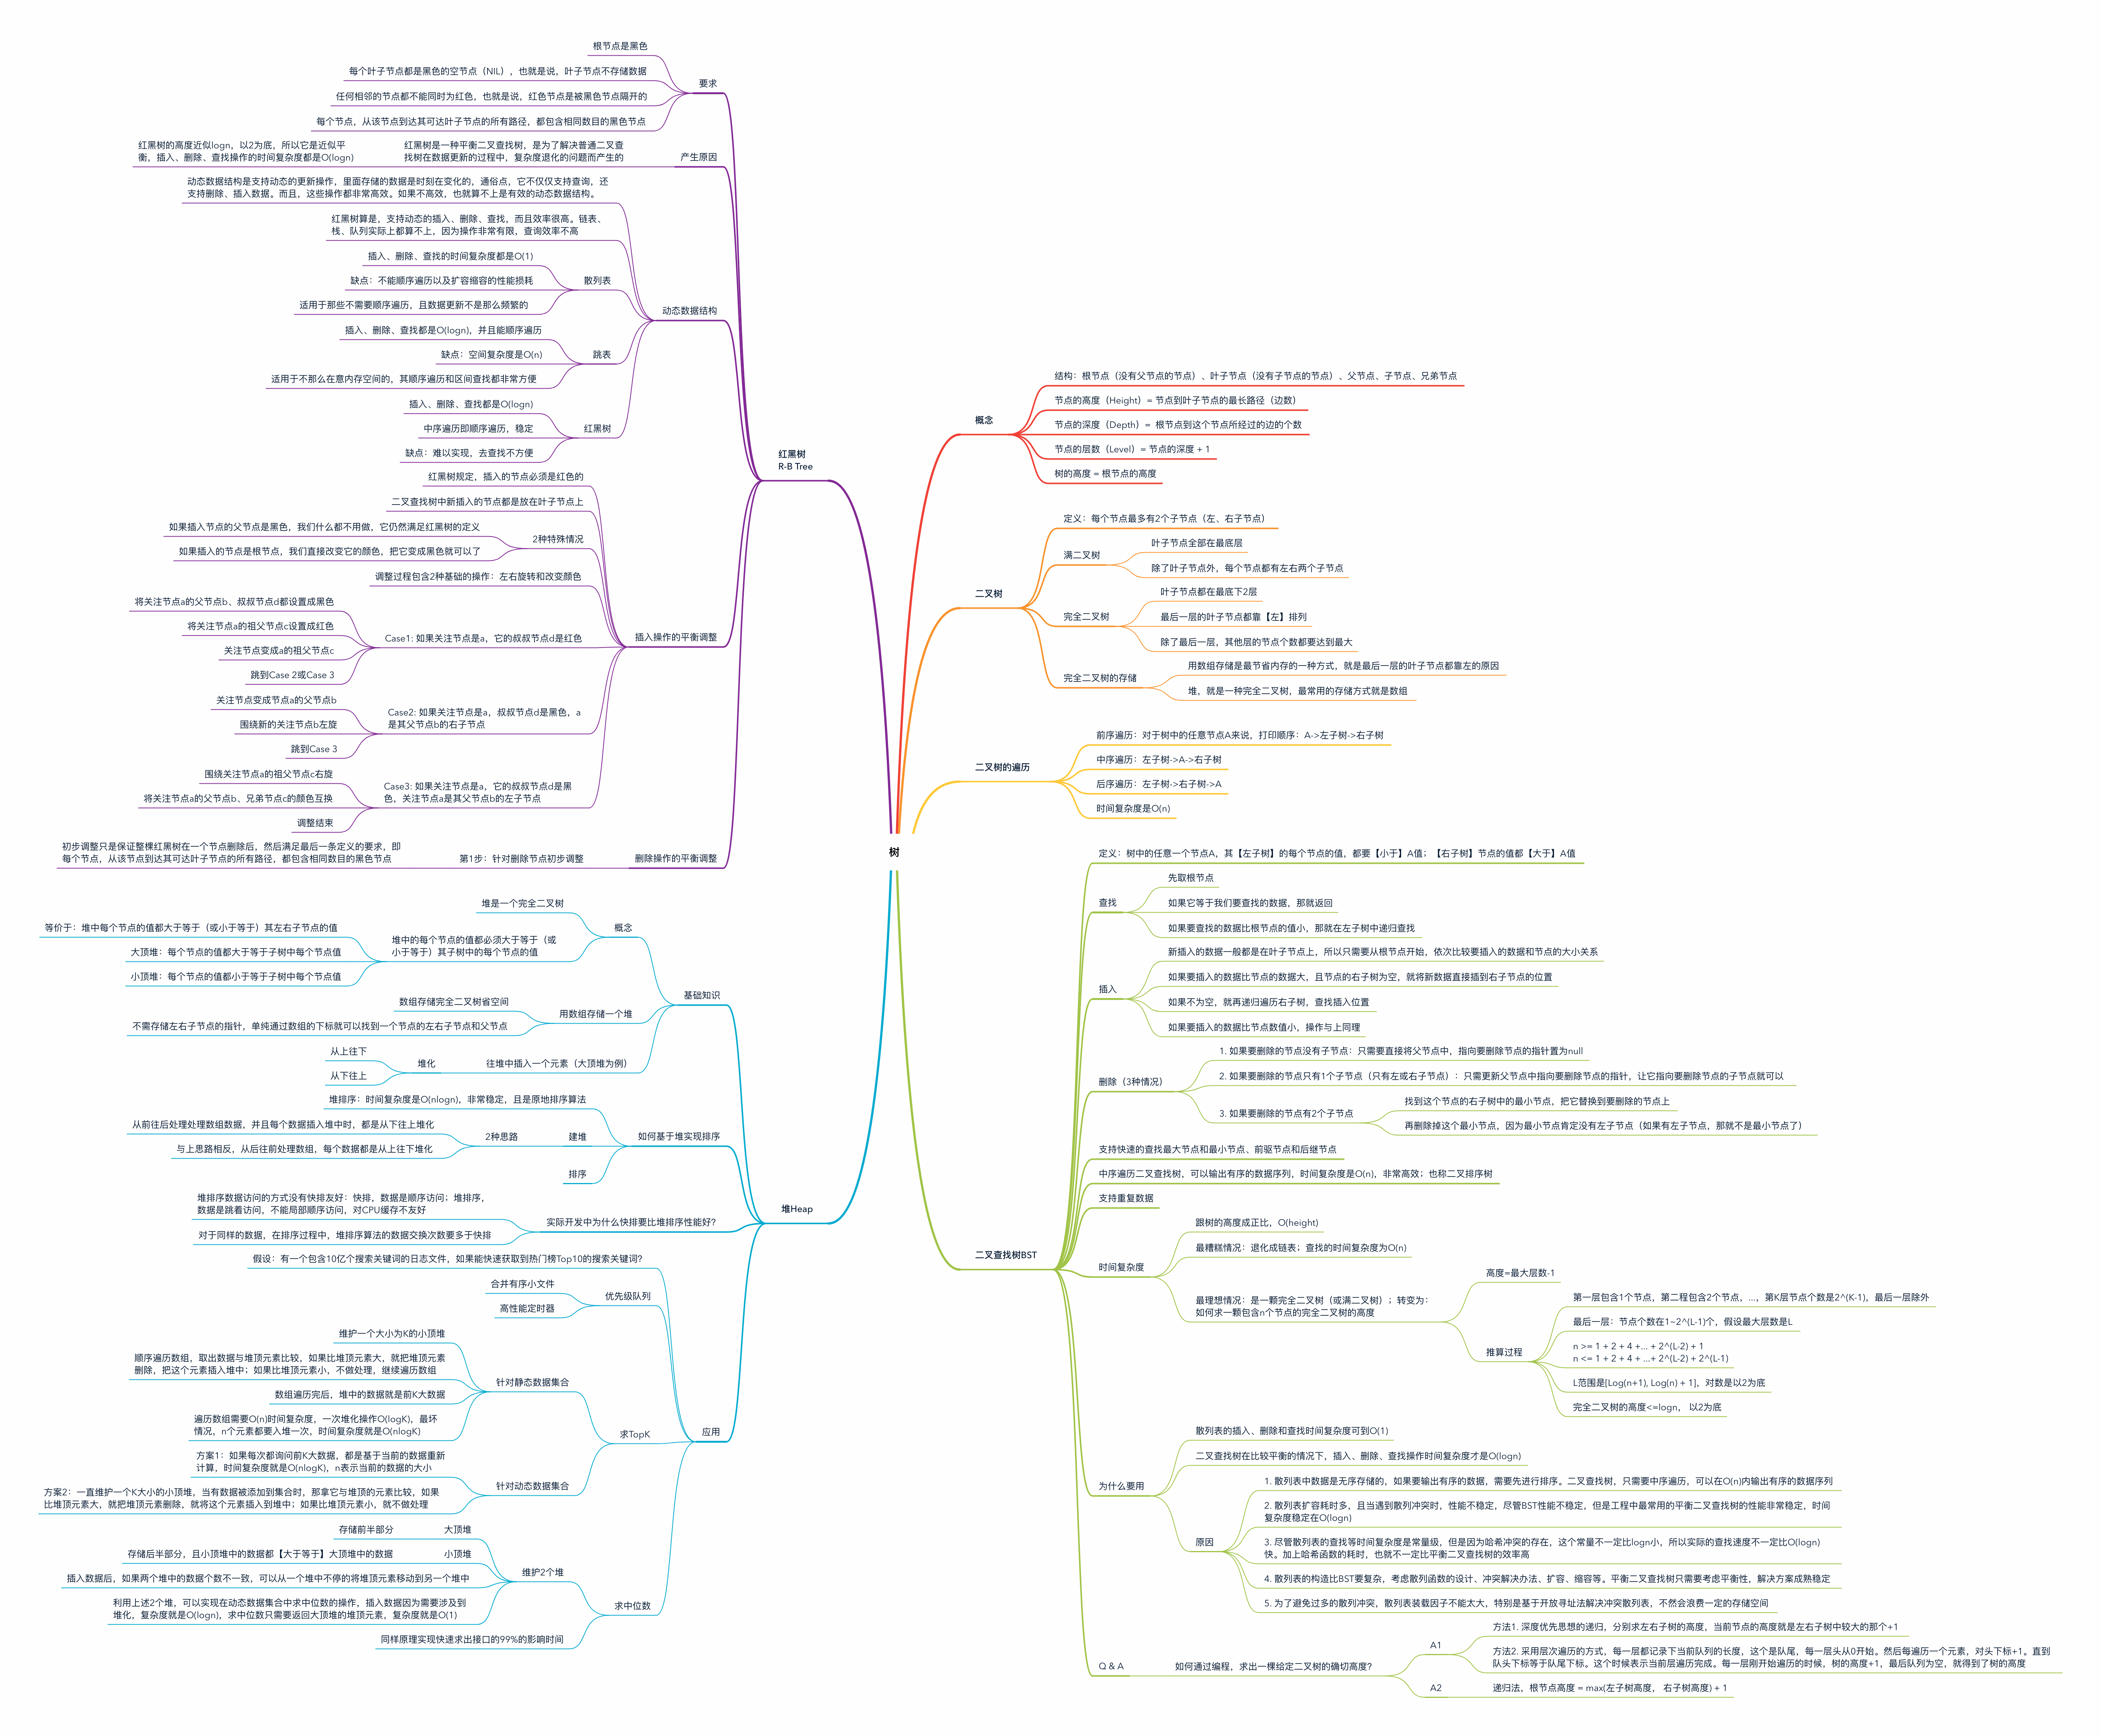 树
概念
结构：根节点（没有父节点的节点）、叶子节点（没有子节点的节点）、父节点、子节点、兄弟节点
节点的高度（Height）= 节点到叶子节点的最长路径（边数）
节点的深度（Depth）= 根节点到这个节点所经过的边的个数
节点的层数（Level）= 节点的深度 + 1
树的高度 = 根节点的高度
二叉树
定义：每个节点最多有2个子节点（左、右子节点）
满二叉树
叶子节点全部在最底层
除了叶子节点外，每个节点都有左右两个子节点
完全二叉树
叶子节点都在最底下2层
最后一层的叶子节点都靠【左】排列
除了最后一层，其他层的节点个数都要达到最大
完全二叉树的存储
用数组存储是最节省内存的一种方式，就是最后一层的叶子节点都靠左的原因
堆，就是一种完全二叉树，最常用的存储方式就是数组
二叉树的遍历
前序遍历：对于树中的任意节点A来说，打印顺序：A->左子树->右子树
中序遍历：左子树->A->右子树
后序遍历：左子树->右子树->A
时间复杂度是O(n)
二叉查找树BST
定义：树中的任意一个节点A，其【左子树】的每个节点的值，都要【小于】A值；【右子树】节点的值都【大于】A值
查找
先取根节点
如果它等于我们要查找的数据，那就返回
如果要查找的数据比根节点的值小，那就在左子树中递归查找
插入
新插入的数据一般都是在叶子节点上，所以只需要从根节点开始，依次比较要插入的数据和节点的大小关系
如果要插入的数据比节点的数据大，且节点的右子树为空，就将新数据直接插到右子节点的位置
如果不为空，就再递归遍历右子树，查找插入位置
如果要插入的数据比节点数值小，操作与上同理
删除（3种情况）
1. 如果要删除的节点没有子节点：只需要直接将父节点中，指向要删除节点的指针置为null
2. 如果要删除的节点只有1个子节点（只有左或右子节点）：只需更新父节点中指向要删除节点的指针，让它指向要删除节点的子节点就可以
3. 如果要删除的节点有2个子节点
找到这个节点的右子树中的最小节点，把它替换到要删除的节点上
再删除掉这个最小节点，因为最小节点肯定没有左子节点（如果有左子节点，那就不是最小节点了）
支持快速的查找最大节点和最小节点、前驱节点和后继节点
中序遍历二叉查找树，可以输出有序的数据序列，时间复杂度是O(n)，非常高效；也称二叉排序树
支持重复数据
时间复杂度
跟树的高度成正比，O(height)
最糟糕情况：退化成链表；查找的时间复杂度为O(n)
最理想情况：是一颗完全二叉树（或满二叉树）；转变为：
如何求一颗包含n个节点的完全二叉树的高度
高度=最大层数-1
推算过程
第一层包含1个节点，第二程包含2个节点，...，第K层节点个数是2^(K-1)，最后一层除外
最后一层：节点个数在1~2^(L-1)个，假设最大层数是L
n >= 1 + 2 + 4 +... + 2^(L-2) + 1
n <= 1 + 2 + 4 + ...+ 2^(L-2) + 2^(L-1)
L范围是[Log(n+1), Log(n) + 1]，对数是以2为底
完全二叉树的高度<=logn， 以2为底
为什么要用
散列表的插入、删除和查找时间复杂度可到O(1)
二叉查找树在比较平衡的情况下，插入、删除、查找操作时间复杂度才是O(logn)
原因
1. 散列表中数据是无序存储的，如果要输出有序的数据，需要先进行排序。二叉查找树，只需要中序遍历，可以在O(n)内输出有序的数据序列
2. 散列表扩容耗时多，且当遇到散列冲突时，性能不稳定，尽管BST性能不稳定，但是工程中最常用的平衡二叉查找树的性能非常稳定，时间
复杂度稳定在O(logn)
3. 尽管散列表的查找等时间复杂度是常量级，但是因为哈希冲突的存在，这个常量不一定比logn小，所以实际的查找速度不一定比O(logn)
快。加上哈希函数的耗时，也就不一定比平衡二叉查找树的效率高
4. 散列表的构造比BST要复杂，考虑散列函数的设计、冲突解决办法、扩容、缩容等。平衡二叉查找树只需要考虑平衡性，解决方案成熟稳定
5. 为了避免过多的散列冲突，散列表装载因子不能太大，特别是基于开放寻址法解决冲突散列表，不然会浪费一定的存储空间
Q & A
如何通过编程，求出一棵给定二叉树的确切高度？
A1
方法1. 深度优先思想的递归，分别求左右子树的高度，当前节点的高度就是左右子树中较大的那个+1
方法2. 采用层次遍历的方式，每一层都记录下当前队列的长度，这个是队尾，每一层头从0开始。然后每遍历一个元素，对头下标+1。直到
队头下标等于队尾下标。这个时候表示当前层遍历完成。每一层刚开始遍历的时候，树的高度+1，最后队列为空，就得到了树的高度
A2
递归法，根节点高度 = max(左子树高度， 右子树高度) + 1
红黑树
R-B Tree
要求
根节点是黑色
每个叶子节点都是黑色的空节点（NIL），也就是说，叶子节点不存储数据
任何相邻的节点都不能同时为红色，也就是说，红色节点是被黑色节点隔开的
每个节点，从该节点到达其可达叶子节点的所有路径，都包含相同数目的黑色节点
产生原因
红黑树是一种平衡二叉查找树，是为了解决普通二叉查
找树在数据更新的过程中，复杂度退化的问题而产生的
红黑树的高度近似logn，以2为底，所以它是近似平
衡，插入、删除、查找操作的时间复杂度都是O(logn)
动态数据结构
动态数据结构是支持动态的更新操作，里面存储的数据是时刻在变化的，通俗点，它不仅仅支持查询，还
支持删除、插入数据。而且，这些操作都非常高效。如果不高效，也就算不上是有效的动态数据结构。
红黑树算是，支持动态的插入、删除、查找，而且效率很高。链表、
栈、队列实际上都算不上，因为操作非常有限，查询效率不高
散列表
插入、删除、查找的时间复杂度都是O(1)
缺点：不能顺序遍历以及扩容缩容的性能损耗
适用于那些不需要顺序遍历，且数据更新不是那么频繁的
跳表
插入、删除、查找都是O(logn)，并且能顺序遍历
缺点：空间复杂度是O(n)
适用于不那么在意内存空间的，其顺序遍历和区间查找都非常方便
红黑树
插入、删除、查找都是O(logn)
中序遍历即顺序遍历，稳定
缺点：难以实现，去查找不方便
插入操作的平衡调整
红黑树规定，插入的节点必须是红色的
二叉查找树中新插入的节点都是放在叶子节点上
2种特殊情况
如果插入节点的父节点是黑色，我们什么都不用做，它仍然满足红黑树的定义
如果插入的节点是根节点，我们直接改变它的颜色，把它变成黑色就可以了
调整过程包含2种基础的操作：左右旋转和改变颜色
Case1: 如果关注节点是a，它的叔叔节点d是红色
将关注节点a的父节点b、叔叔节点d都设置成黑色
将关注节点a的祖父节点c设置成红色
关注节点变成a的祖父节点c
跳到Case 2或Case 3
Case2: 如果关注节点是a，叔叔节点d是黑色，a
是其父节点b的右子节点
关注节点变成节点a的父节点b
围绕新的关注节点b左旋
跳到Case 3
Case3: 如果关注节点是a，它的叔叔节点d是黑
色，关注节点a是其父节点b的左子节点
围绕关注节点a的祖父节点c右旋
将关注节点a的父节点b、兄弟节点c的颜色互换
调整结束
删除操作的平衡调整
第1步：针对删除节点初步调整
初步调整只是保证整棵红黑树在一个节点删除后，然后满足最后一条定义的要求，即
每个节点，从该节点到达其可达叶子节点的所有路径，都包含相同数目的黑色节点
堆Heap
基础知识
概念
堆是一个完全二叉树
堆中的每个节点的值都必须大于等于（或
小于等于）其子树中的每个节点的值
等价于：堆中每个节点的值都大于等于（或小于等于）其左右子节点的值
大顶堆：每个节点的值都大于等于子树中每个节点值
小顶堆：每个节点的值都小于等于子树中每个节点值
用数组存储一个堆
数组存储完全二叉树省空间
不需存储左右子节点的指针，单纯通过数组的下标就可以找到一个节点的左右子节点和父节点
往堆中插入一个元素（大顶堆为例）
堆化
从上往下
从下往上
如何基于堆实现排序
堆排序：时间复杂度是O(nlogn)，非常稳定，且是原地排序算法
建堆
2种思路
从前往后处理处理数组数据，并且每个数据插入堆中时，都是从下往上堆化
与上思路相反，从后往前处理数组，每个数据都是从上往下堆化
排序
实际开发中为什么快排要比堆排序性能好？
堆排序数据访问的方式没有快排友好：快排，数据是顺序访问；堆排序，
数据是跳着访问，不能局部顺序访问，对CPU缓存不友好
对于同样的数据，在排序过程中，堆排序算法的数据交换次数要多于快排
应用
假设：有一个包含10亿个搜索关键词的日志文件，如果能快速获取到热门榜Top10的搜索关键词？
优先级队列
合并有序小文件
高性能定时器
求TopK
针对静态数据集合
维护一个大小为K的小顶堆
顺序遍历数组，取出数据与堆顶元素比较，如果比堆顶元素大，就把堆顶元素
删除，把这个元素插入堆中；如果比堆顶元素小，不做处理，继续遍历数组
数组遍历完后，堆中的数据就是前K大数据
遍历数组需要O(n)时间复杂度，一次堆化操作O(logK)，最坏
情况，n个元素都要入堆一次，时间复杂度就是O(nlogK)
针对动态数据集合
方案1：如果每次都询问前K大数据，都是基于当前的数据重新
计算，时间复杂度就是O(nlogK)，n表示当前的数据的大小
方案2：一直维护一个K大小的小顶堆，当有数据被添加到集合时，那拿它与堆顶的元素比较，如果
比堆顶元素大，就把堆顶元素删除，就将这个元素插入到堆中；如果比堆顶元素小，就不做处理
求中位数
维护2个堆
大顶堆
存储前半部分
小顶堆
存储后半部分，且小顶堆中的数据都【大于等于】大顶堆中的数据
插入数据后，如果两个堆中的数据个数不一致，可以从一个堆中不停的将堆顶元素移动到另一个堆中
利用上述2个堆，可以实现在动态数据集合中求中位数的操作，插入数据因为需要涉及到
堆化，复杂度就是O(logn)，求中位数只需要返回大顶堆的堆顶元素，复杂度就是O(1)
同样原理实现快速求出接口的99%的影响时间